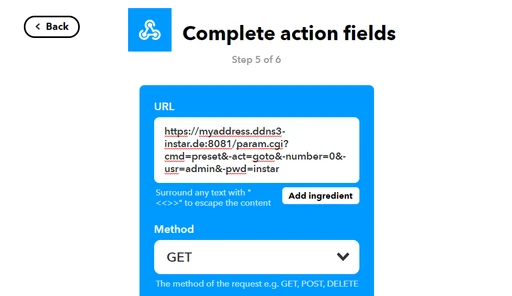 Back
Complete action fields
Step 5 of 6
URL
https://myaddress.ddns3-
instar.de:8081/param.cgi?
cmd=preset&-act=goto&-number=0&-
usr=admin&-pwd=instar
Surround any text with "
<<>>" to escape the content
Add ingredient
Method
GET
The method of the request e.g. GET, POST, DELETE